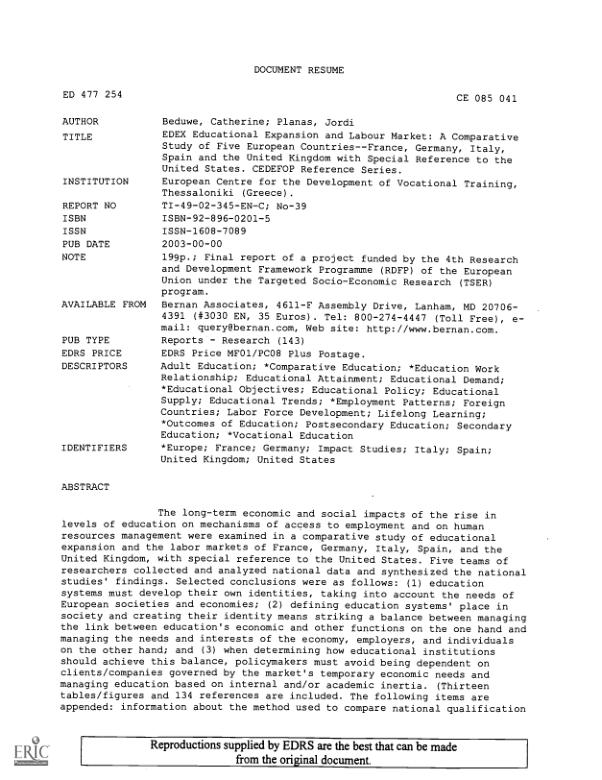 DOCUMENT RESUME
ED 477 254
CE 085 041
AUTHOR Beduwe, Catherine; Planas, Jordi
TITLE EDEX Educational Expansion and Labour Market: A Comparative
Study of Five European Countries--France, Germany, Italy,
Spain and the United Kingdom with Special Reference to the
United States. CEDEFOP Reference Series.
INSTITUTION European Centre for the Development of Vocational Training,
Thessaloniki (Greece).
REPORT NO TI-49-02-345-EN-C; No-39
ISBN ISBN-92-896-0201-5
ISSN ISSN-1608-7089
PUB DATE 2003-00-00
NOTE 199p.; Final report of a project funded by the 4th Research
and Development Framework Programme (RDFP) of the European
Union under the Targeted Socio-Economic Research (TSER)
program.
AVAILABLE FROM Bernan Associates, 4611-F Assembly Drive, Lanham, MD 20706-
4391 (#3030 EN, 35 Euros). Tel: 800-274-4447 (Toll Free), e-
mail: query@bernan.com, Web site: http://www.bernan.com.
PUB TYPE Reports - Research (143)
EDRS PRICE EDRS Price MF01/PC08 Plus Postage.
DESCRIPTORS Adult Education; *Comparative Education; *Education Work
Relationship; Educational Attainment; Educational Demand;
*Educational Objectives; Educational Policy; Educational
Supply; Educational Trends; *Employment Patterns; Foreign
Countries; Labor Force Development; Lifelong Learning;
*Outcomes of Education; Postsecondary Education; Secondary
Education; *Vocational Education
IDENTIFIERS *Europe; France; Germany; Impact Studies; Italy; Spain;
United Kingdom; United States
ABSTRACT
The long-term economic and social impacts of the rise in
levels of education on mechanisms of access to employment and on human
resources management were examined in a comparative study of educational
expansion and the labor markets of France, Germany, Italy, Spain, and the
United Kingdom, with special reference to the United States. Five teams of
researchers collected and analyzed national data and synthesized the national
studies' findings. Selected conclusions were as follows: (1) education
systems must develop their own identities, taking into account the needs of
European societies and economies; (2) defining education systems' place in
society and creating their identity means striking a balance between managing
the link between education's economic and other functions on the one hand and
managing the needs and interests of the economy, employers, and individuals
on the other hand; and (3) when determining how educational institutions
should achieve this balance, policymakers must avoid being dependent on
clients/companies governed by the market's temporary economic needs and
managing education based on internal and/or academic inertia. (Thirteen
tables/figures and 134 references are included. The following items are
appended: information about the method used to compare national qualification
ERIC
Reproductions supplied by EDRS are the best that can be made
from the original document.